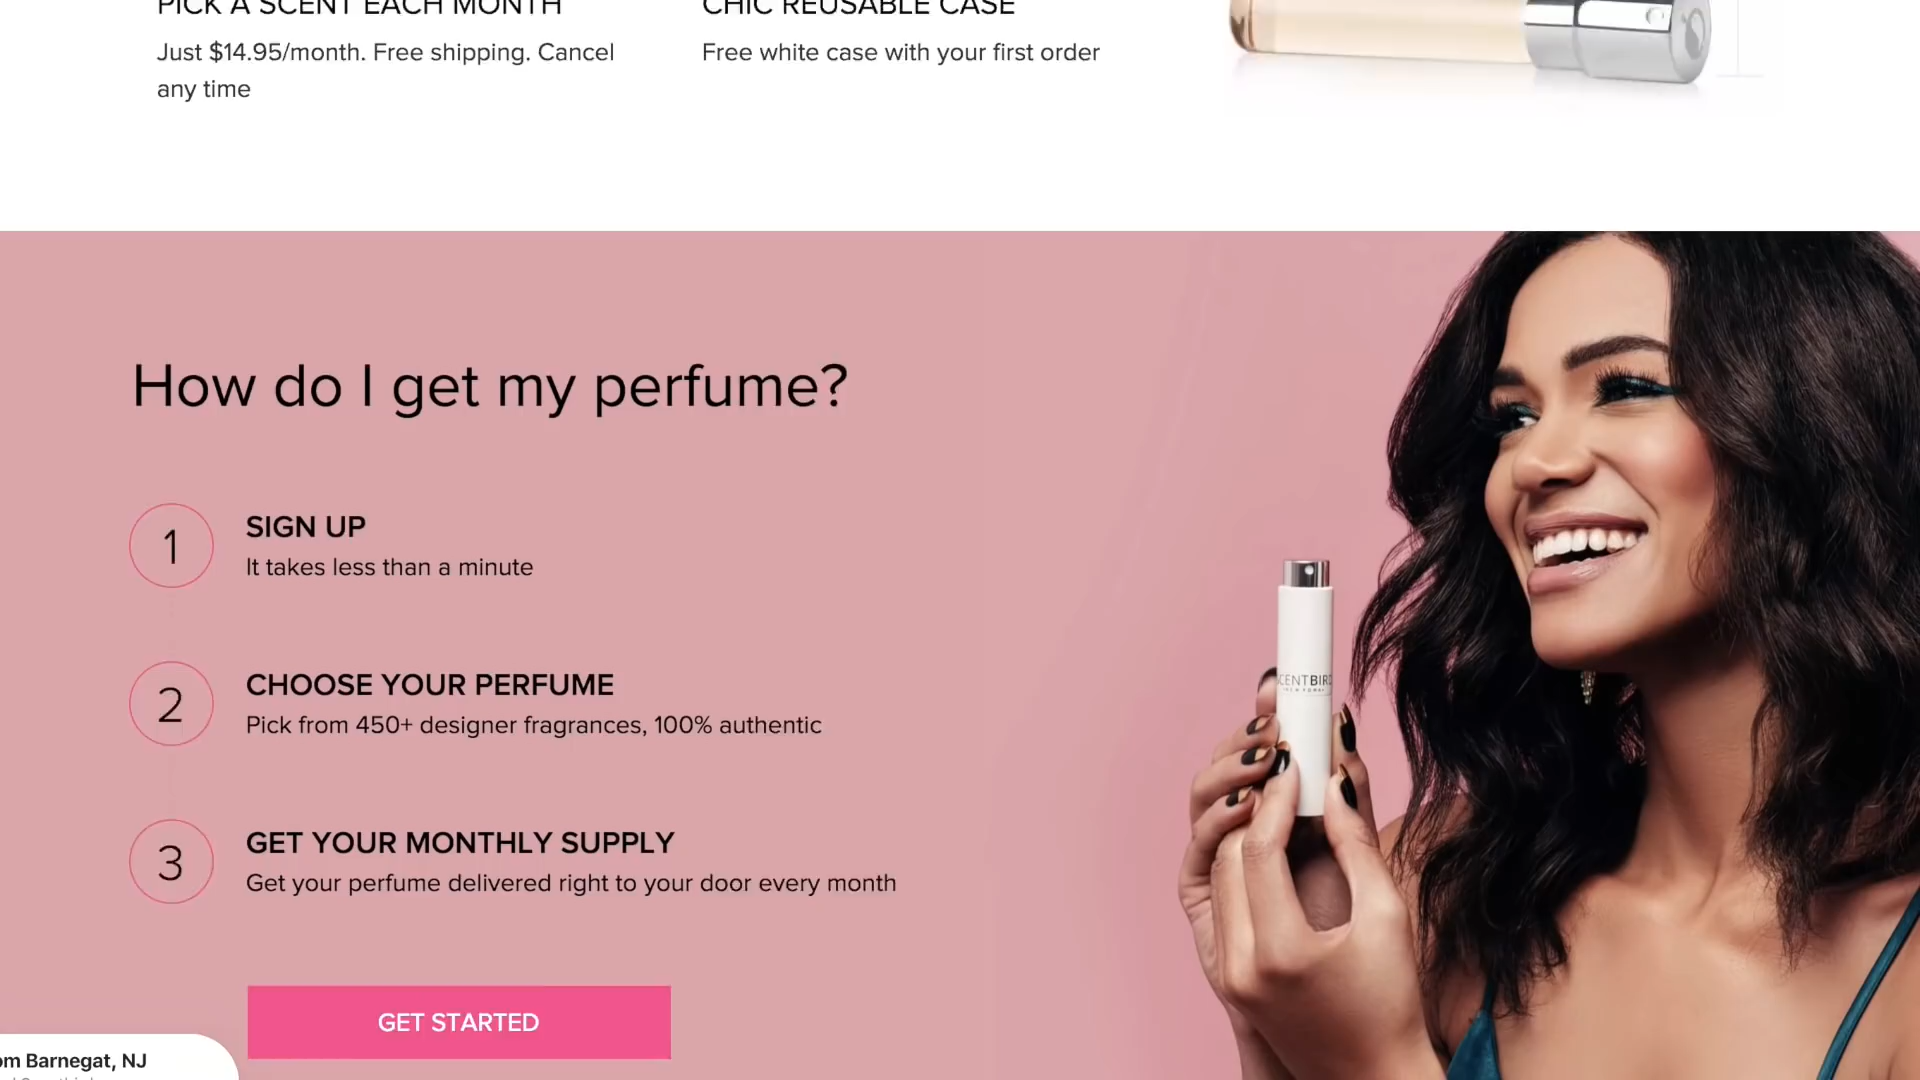 PICK A SCENT EACH MONTH
Just $14.95/month. Free shipping. Cancel
any time
CHIC REUSABLE CASE
Free white case with your first order
How do I get my perfume?
1
SIGN UP
It takes less than a minute
2
CHOOSE YOUR PERFUME
Pick from 450+ designer fragrances, 100% authentic
3
GET YOUR MONTHLY SUPPLY
Get your perfume delivered right to your door every month
GET STARTED
Barnegat, NJ